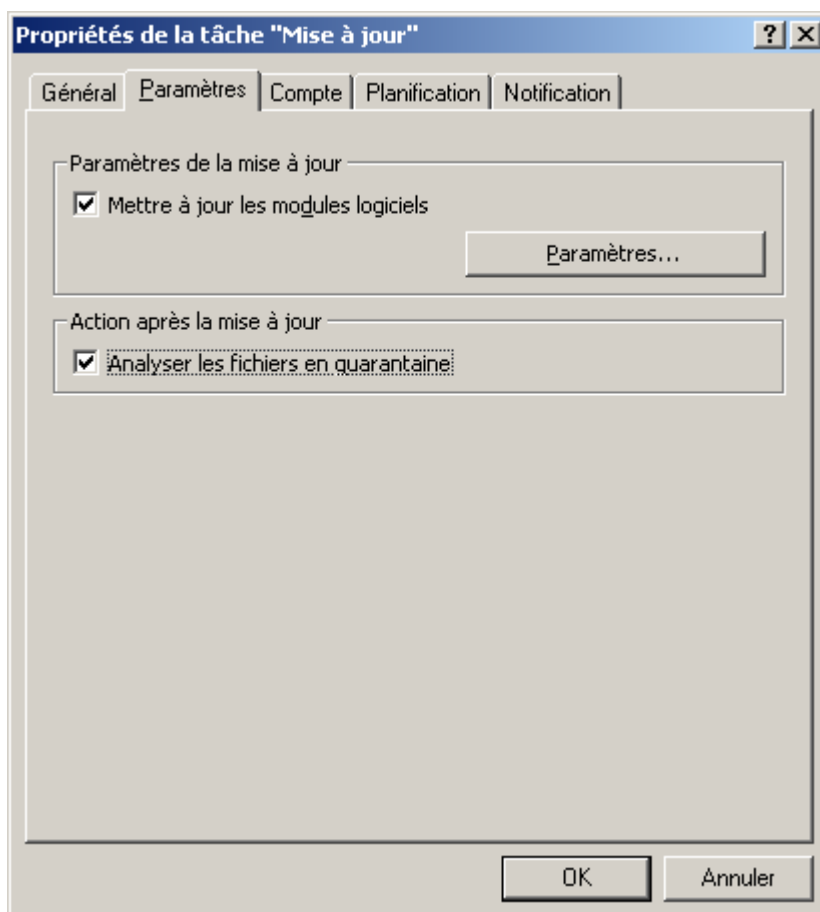 Propriétés de la tâche "Mise à jour"
Général Paramètres Compte Planification Notification
Paramètres de la mise à jour
Mettre à jour les modules logiciels
Paramètres...
Action après la mise à jour
Analyser les fichiers en quarantaine
OK Annuler